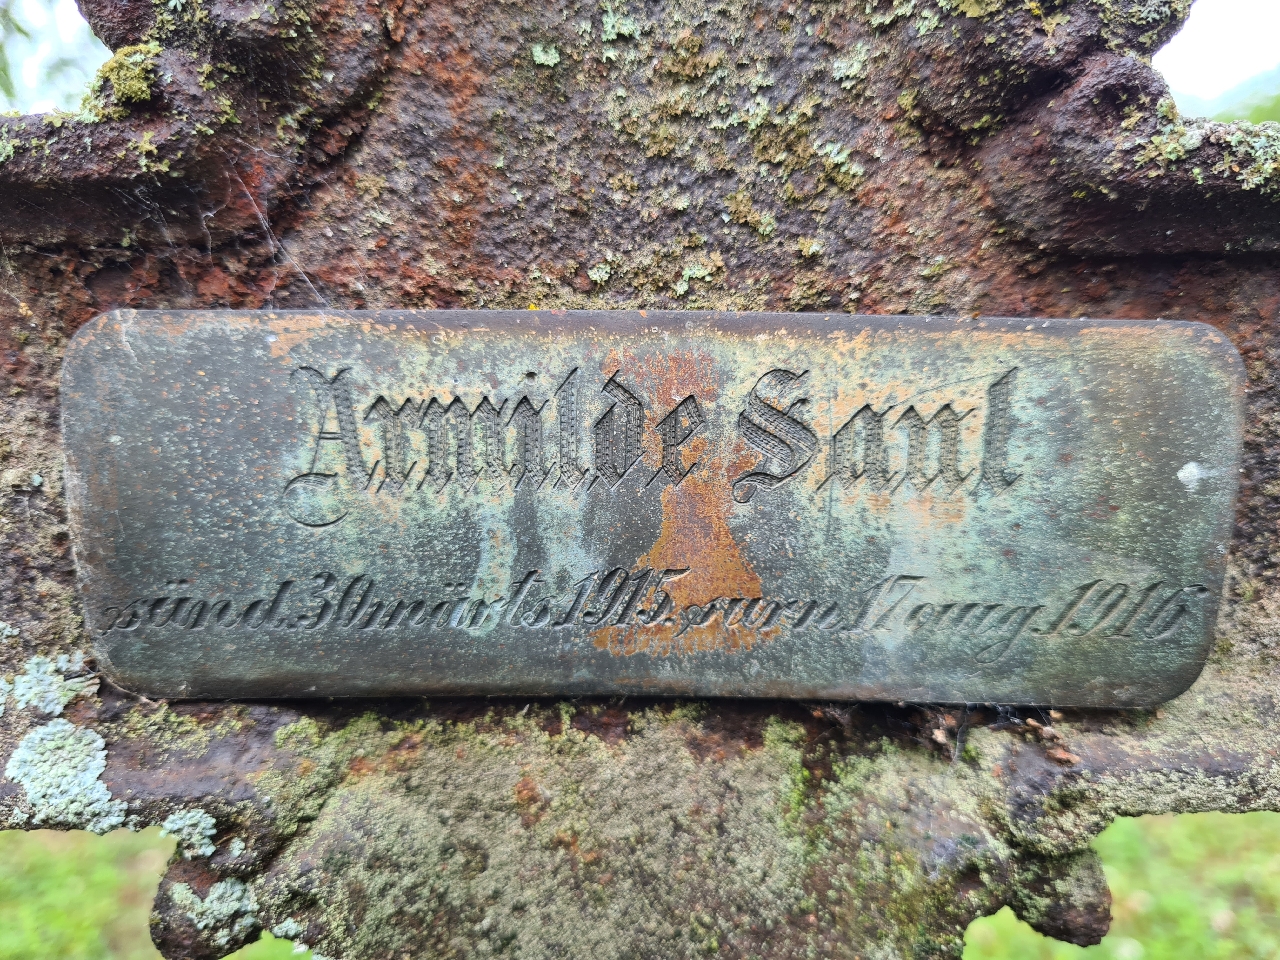 Armilde Saul
sünd. 30 märts 1915. surn. 17 aug. 1916